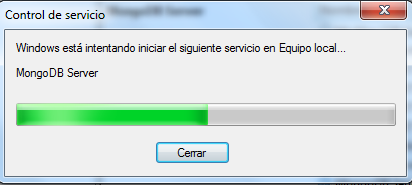 Control de servicio
Windows está intentando iniciar el siguiente servicio en Equipo local...
MongoDB Server
Cerrar